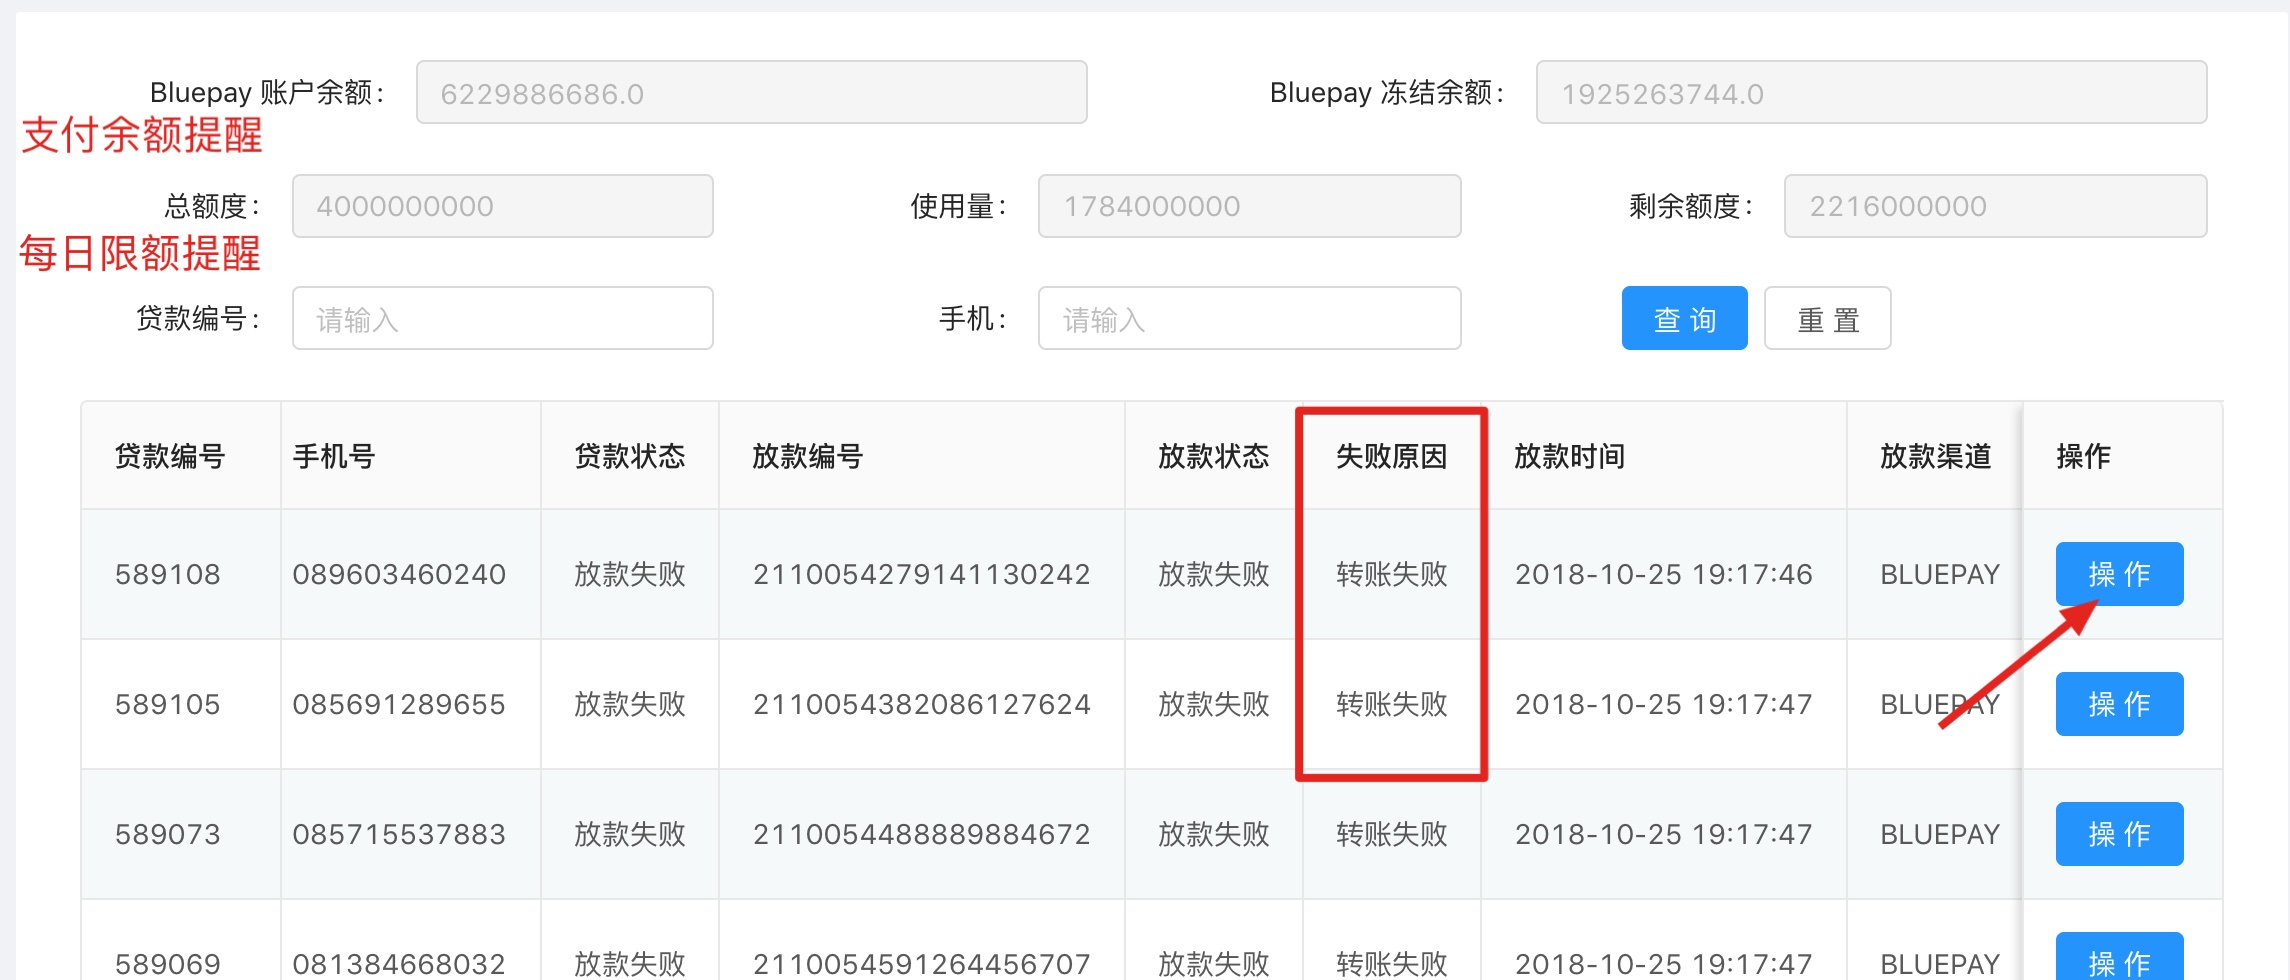 Bluepay 账户余额： 6229886686.0 Bluepay 冻结余额： 1925263744.0
支付余额提醒
总额度： 4000000000 使用量： 1784000000 剩余额度： 2216000000
每日限额提醒
贷款编号： 请输入 手机： 请输入 查 询 重 置
贷款编号 手机号 贷款状态 放款编号 放款状态 失败原因 放款时间 放款渠道 操作
589108 089603460240 放款失败 2110054279141130242 放款失败 转账失败 2018-10-25 19:17:46 BLUEPAY 操 作
589105 085691289655 放款失败 2110054382086127624 放款失败 转账失败 2018-10-25 19:17:47 BLUEPAY 操 作
589073 085715537883 放款失败 2110054488889884672 放款失败 转账失败 2018-10-25 19:17:47 BLUEPAY 操 作
589069 081384668032 放款失败 2110054591264456707 放款失败 转账失败 2018-10-25 19:17:47 BLUEPAY 操 作